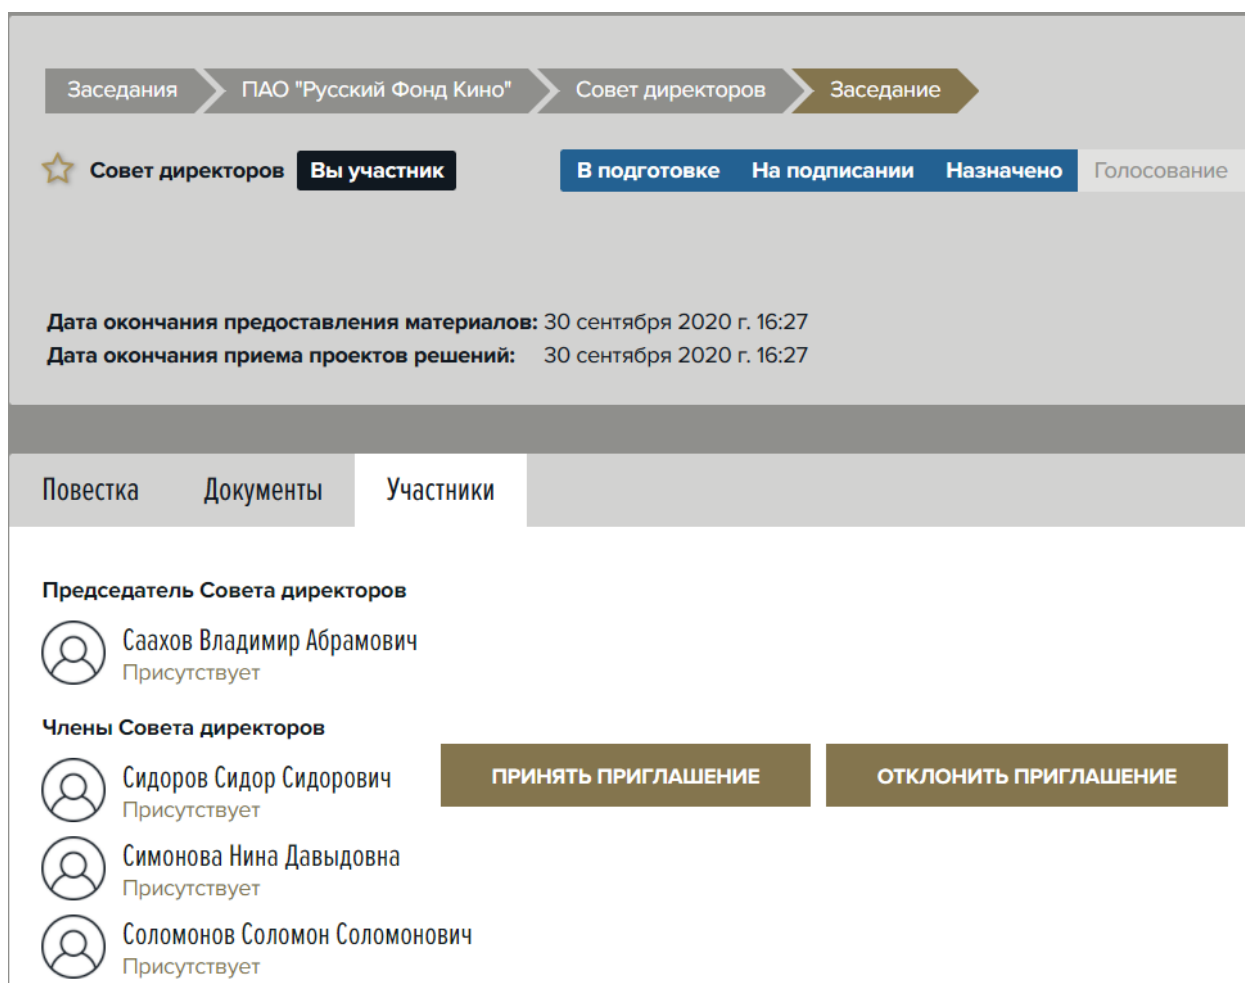 Заседания ПАО "Русский Фонд Кино" Совет директоров Заседание
Совет директоров Вы участник В подготовке На подписании Назначено Голосование
Дата окончания предоставления материалов: 30 сентября 2020 г. 16:27
Дата окончания приема проектов решений: 30 сентября 2020 г. 16:27
Повестка Документы Участники
Председатель Совета директоров
Саахов Владимир Абрамович
Присутствует
Члены Совета директоров
Сидоров Сидор Сидорович
Присутствует
ПРИНЯТЬ ПРИГЛАШЕНИЕ ОТКЛОНИТЬ ПРИГЛАШЕНИЕ
Симонова Нина Давыдовна
Присутствует
Соломонов Соломон Соломонович
Присутствует